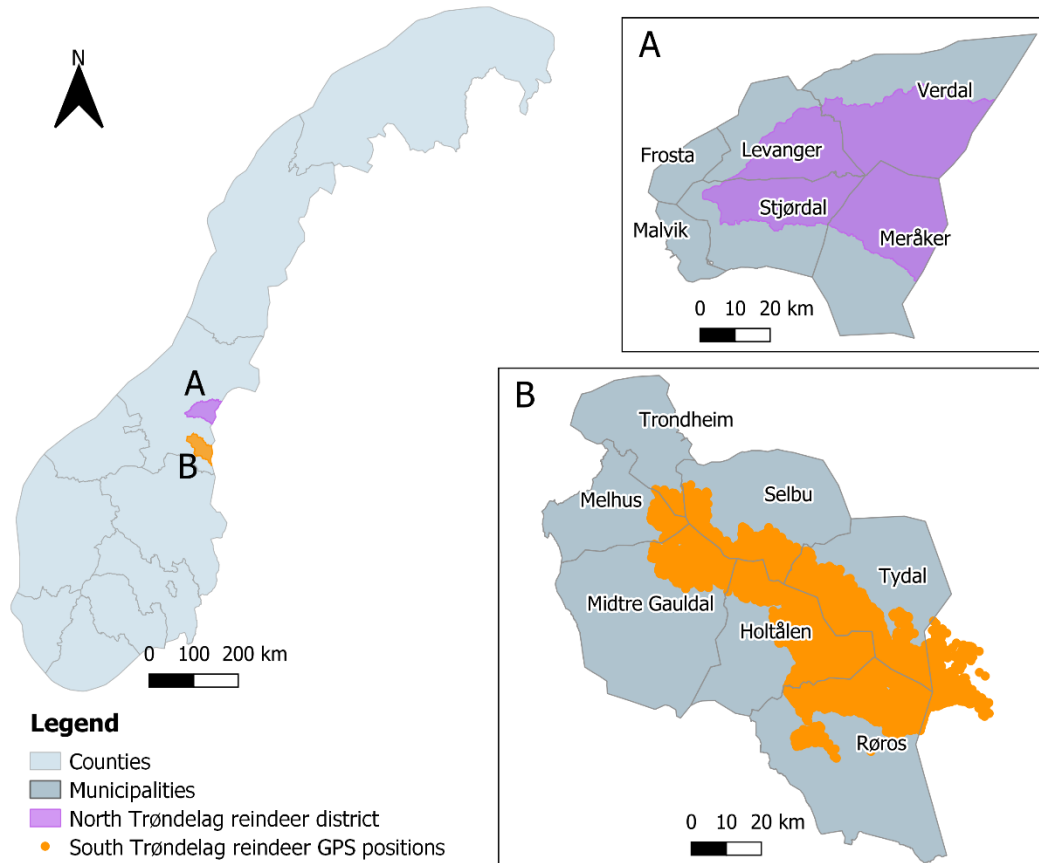 N
A
B
0 100 200 km
Legend
Counties
Municipalities
North Trøndelag reindeer district
South Trøndelag reindeer GPS positions
A
Verdal
Levanger
Frosta
Stjørdal
Malvik
Meråker
0 10 20 km
B
Trondheim
Melhus
Selbu
Tydal
Midtre Gauldal
Holtålen
Røros
0 10 20 km